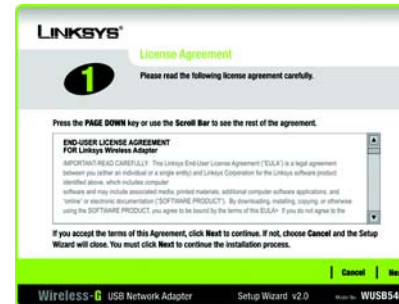 LINKSYS®
License Agreement
1
Please read the following license agreement carefully.
Press the PAGE DOWN key or use the Scroll Bar to see the rest of the agreement.
END-USER LICENSE AGREEMENT
FOR Linksys Wireless Adapter
IMPORTANT-READ CAREFULLY: This Linksys End-User License Agreement ("EULA") is a legal agreement
between you (either an individual or a single entity) and Linksys Corporation for the Linksys software product
identified above, which includes computer
software and may include associated media, printed materials, additional computer software applications, and
"online" or electronic documentation ("SOFTWARE PRODUCT"). By downloading, installing, copying, or otherwise
using the SOFTWARE PRODUCT, you agree to be bound by the terms of this EULA+ If you do not agree to the
If you accept the terms of this Agreement, click Next to continue. If not, choose Cancel and the Setup
Wizard will close. You must click Next to continue the installation process.
Cancel
Wireless-G USB Network Adapter Setup Wizard v2.0 WUSB54